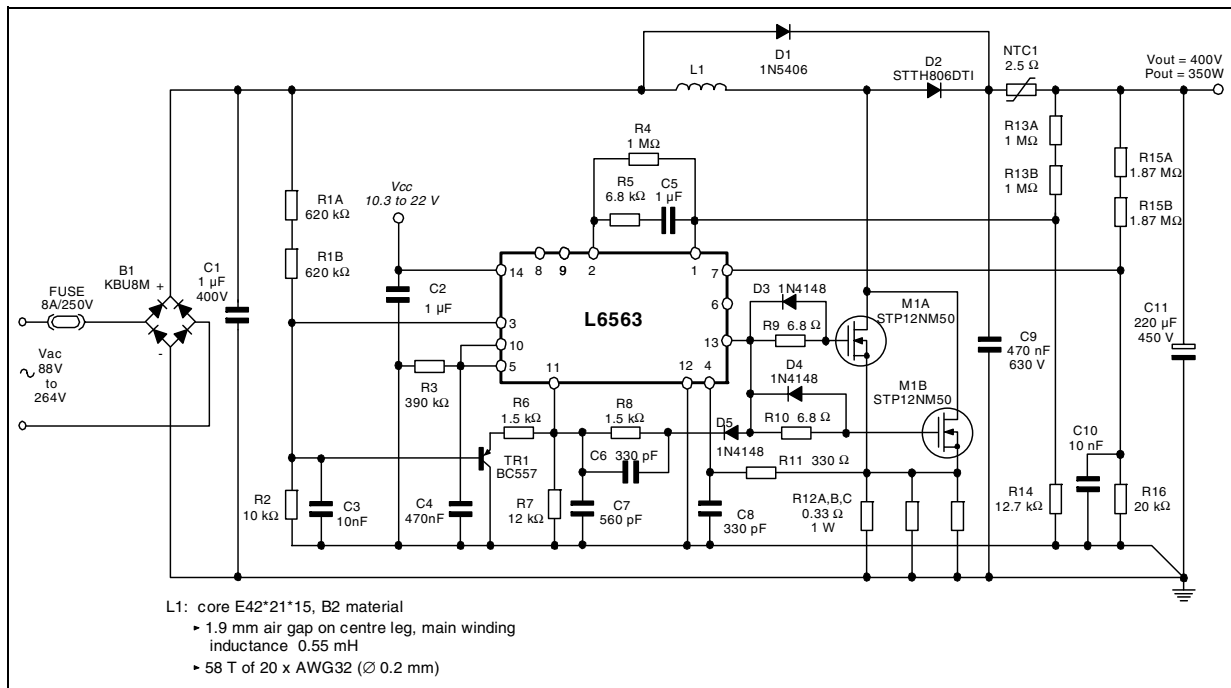 D1
1N5406
L1
D2
STTH806DTI
NTC1
2.5 Ω
Vout = 400V
Pout = 350W
R4
1 MΩ
R5
6.8 kΩ
C5
1 µF
R13A
1 MΩ
R13B
1 MΩ
R15A
1.87 MΩ
R15B
1.87 MΩ
Vcc
10.3 to 22 V
R1A
620 kΩ
R1B
620 kΩ
B1
KBU8M
+
-
C1
1 µF
400V
FUSE
8A/250V
Vac
88V
to
264V
C2
1 µF
14
8
9
2
1
7
6
3
10
5
13
11
12
4
L6563
D3 1N4148
R9 6.8 Ω
M1A
STP12NM50
D4
1N4148
M1B
STP12NM50
C9
470 nF
630 V
C11
220 µF
450 V
R3
390 kΩ
R6
1.5 kΩ
R8
1.5 kΩ
D5
1N4148
R10 6.8 Ω
C10
10 nF
TR1
BC557
C6 330 pF
R11 330 Ω
R2
10 kΩ
C3
10nF
C4
470nF
R7
12 kΩ
C7
560 pF
C8
330 pF
R12A,B,C
0.33 Ω
1 W
R14
12.7 kΩ
R16
20 kΩ
L1: core E42*21*15, B2 material
▸ 1.9 mm air gap on centre leg, main winding
inductance 0.55 mH
▸ 58 T of 20 x AWG32 (∅ 0.2 mm)